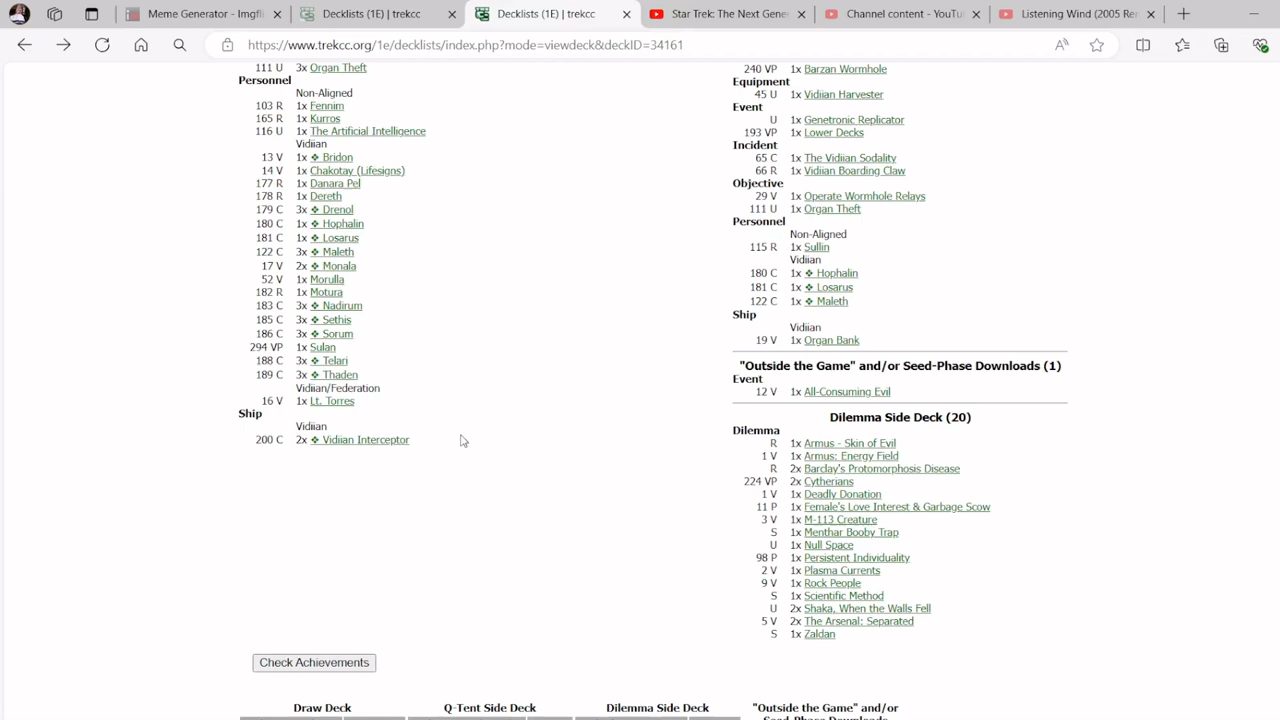 Meme Generator - Imgfli
Decklists (1E) | trekcc
Decklists (1E) | trekcc
Star Trek: The Next Gene
Channel content - YouTu
Listening Wind (2005 Re
https://www.trekcc.org/1e/decklists/index.php?mode=viewdeck&deckID=34161
111 U 3x Organ Theft
Personnel
Non-Aligned
103 R 1x Fennim
165 R 1x Kurros
116 U 1x The Artificial Intelligence
Vidiian
13 V 1x ❖ Bridon
14 V 1x Chakotay (Lifesigns)
177 R 1x Danara Pel
178 R 1x Dereth
179 C 3x ❖ Drenol
180 C 1x ❖ Hophalin
181 C 1x ❖ Losarus
122 C 3x ❖ Maleth
17 V 2x ❖ Monala
52 V 1x Morulla
182 R 1x Motura
183 C 3x ❖ Nadirum
185 C 3x ❖ Sethis
186 C 3x ❖ Sorum
294 VP 1x Sulan
188 C 3x ❖ Telari
189 C 3x ❖ Thaden
Vidiian/Federation
16 V 1x Lt. Torres
Ship
Vidiian
200 C 2x ❖ Vidiian Interceptor
240 VP 1x Barzan Wormhole
Equipment
45 U 1x Vidiian Harvester
Event
U 1x Genetronic Replicator
193 VP 1x Lower Decks
Incident
65 C 1x The Vidiian Sodality
66 R 1x Vidiian Boarding Claw
Objective
29 V 1x Operate Wormhole Relays
111 U 1x Organ Theft
Personnel
Non-Aligned
115 R 1x Sullin
Vidiian
180 C 1x ❖ Hophalin
181 C 1x ❖ Losarus
122 C 1x ❖ Maleth
Ship
Vidiian
19 V 1x Organ Bank
"Outside the Game" and/or Seed-Phase Downloads (1)
Event
12 V 1x All-Consuming Evil
Dilemma Side Deck (20)
Dilemma
R 1x Armus - Skin of Evil
1 V 1x Armus: Energy Field
R 2x Barclay's Protomorphosis Disease
224 VP 2x Cytherians
1 V 1x Deadly Donation
11 P 1x Female's Love Interest & Garbage Scow
3 V 1x M-113 Creature
S 1x Menthar Booby Trap
U 1x Null Space
98 P 1x Persistent Individuality
2 V 1x Plasma Currents
9 V 1x Rock People
S 1x Scientific Method
U 2x Shaka, When the Walls Fell
5 V 2x The Arsenal: Separated
S 1x Zaldan
Check Achievements
Draw Deck Q-Tent Side Deck Dilemma Side Deck "Outside the Game" and/or
Seed-Phase Downloads